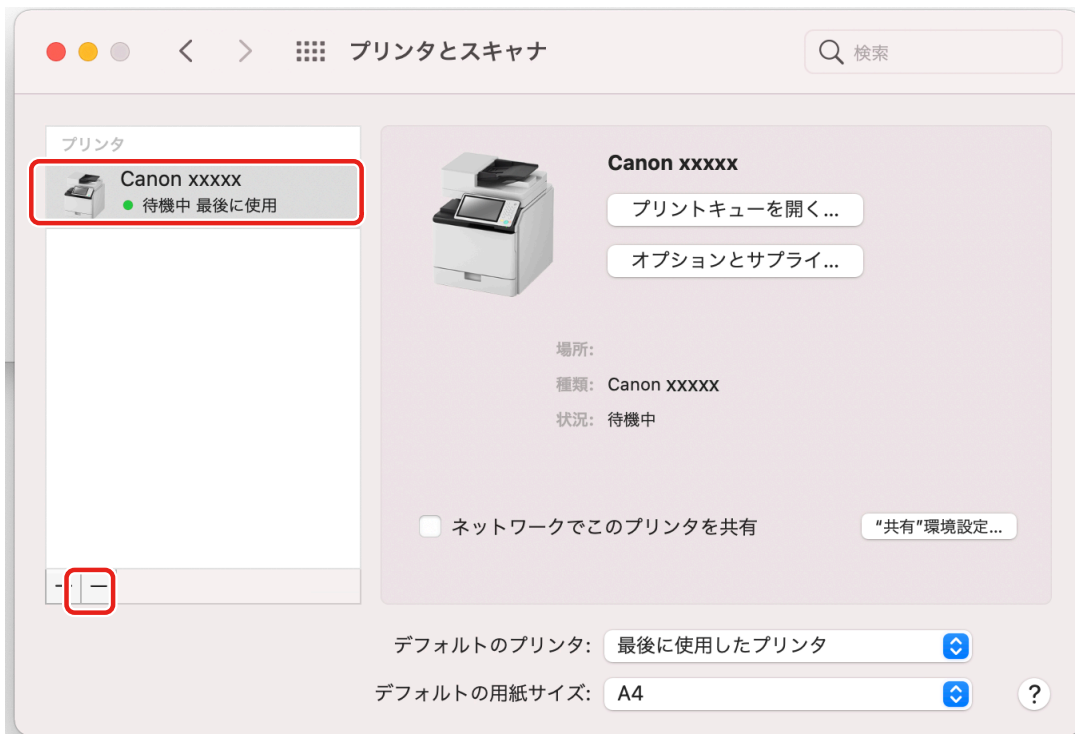 プリンタとスキャナ
検索
プリンタ
Canon xxxxx
待機中 最後に使用
Canon xxxxx
プリントキューを開く...
オプションとサプライ...
場所:
種類: Canon xxxxx
状況: 待機中
ネットワークでこのプリンタを共有
“共有”環境設定...
デフォルトのプリンタ: 最後に使用したプリンタ
デフォルトの用紙サイズ: A4
?